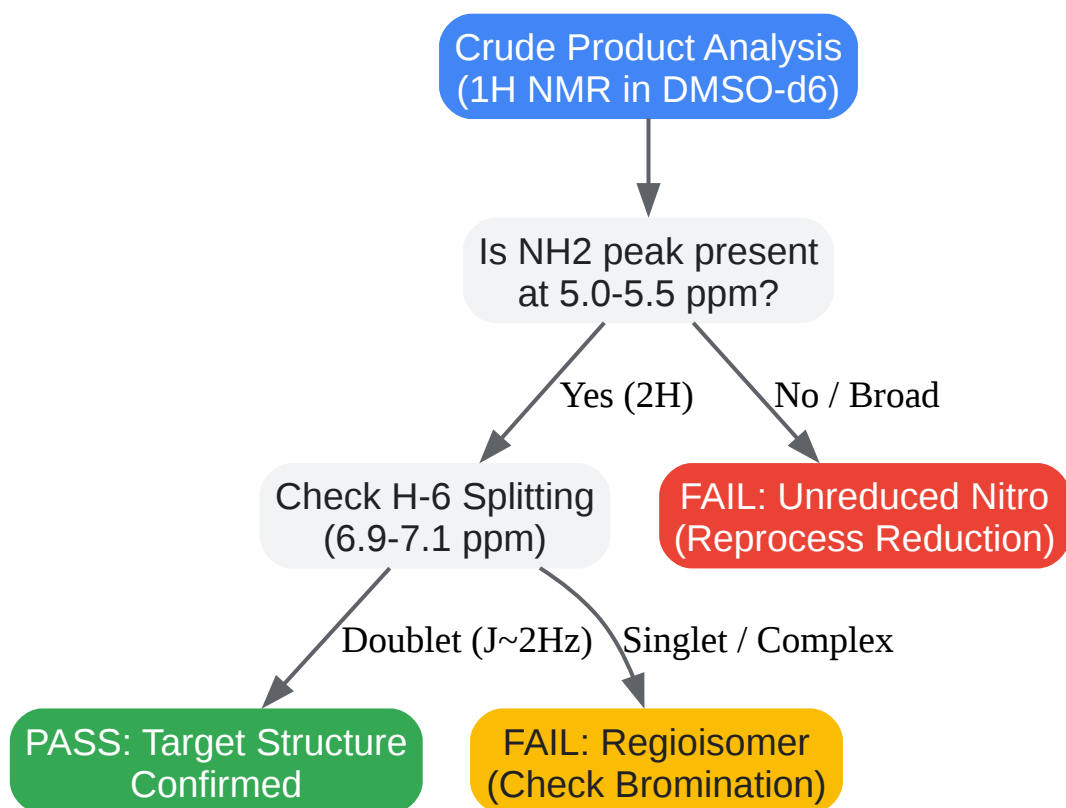 Crude Product Analysis
(1H NMR in DMSO-d6)
Is NH2 peak present
at 5.0-5.5 ppm?
Yes (2H)
No / Broad
Check H-6 Splitting
(6.9-7.1 ppm)
FAIL: Unreduced Nitro
(Reprocess Reduction)
Doublet (J~2Hz)
Singlet / Complex
PASS: Target Structure
Confirmed
FAIL: Regioisomer
(Check Bromination)